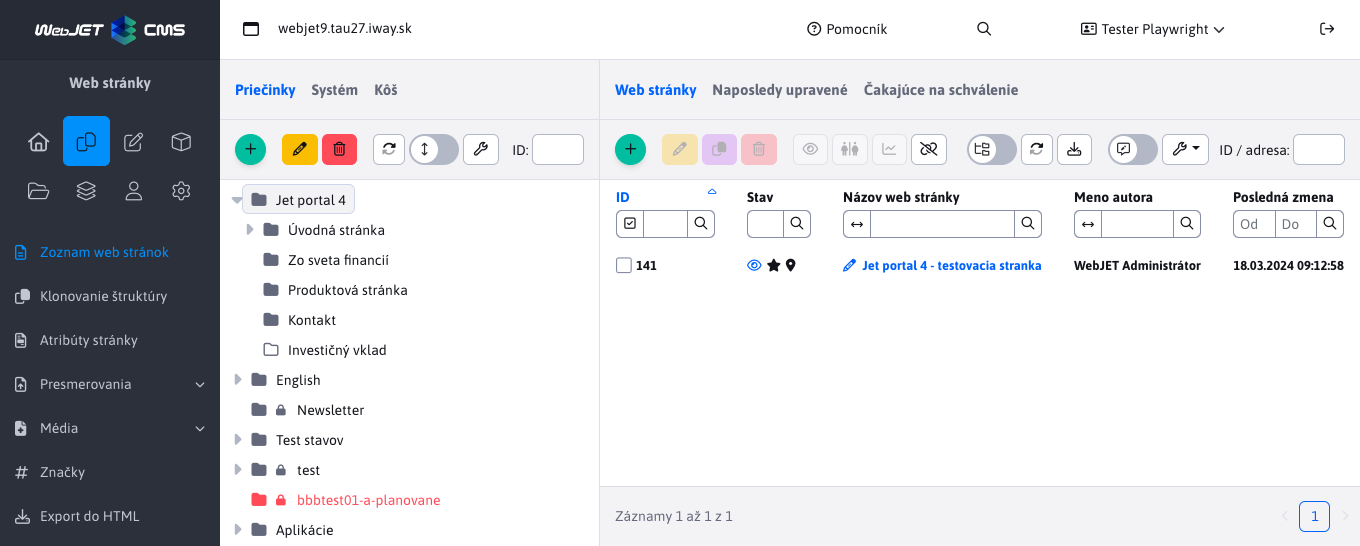 WebJET CMS
webjet9.tau27.iway.sk
Pomocník
Tester Playwright
Web stránky
Zoznam web stránok
Klonovanie štruktúry
Atribúty stránky
Presmerovania
Média
Značky
Export do HTML
Priečinky Systém Kôš
ID:
Jet portal 4
Úvodná stránka
Zo sveta financií
Produktová stránka
Kontakt
Investičný vklad
English
Newsletter
Test stavov
test
bbbtest01-a-planovane
Aplikácie
Web stránky Naposledy upravené Čakajúce na schválenie
ID / adresa:
ID Stav Názov web stránky Meno autora Posledná zmena
Od Do
141 Jet portal 4 - testovacia stranka WebJET Administrátor 18.03.2024 09:12:58
Záznamy 1 až 1 z 1
1